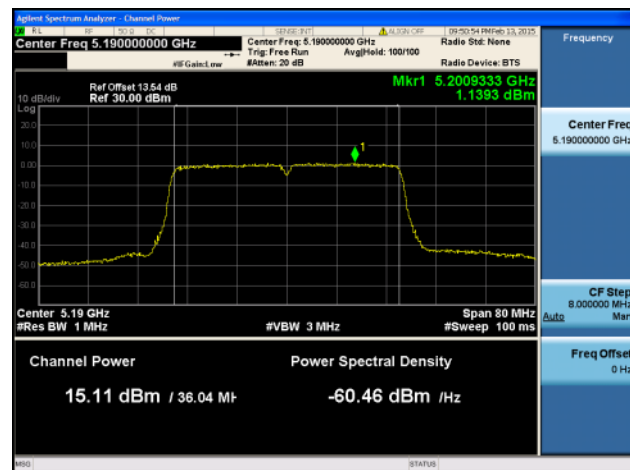 Agilent Spectrum Analyzer - Channel Power
RL RF 50 Ω DC SENSE:INT ALIGN OFF 09:50:54 PM Feb 13, 2015
Center Freq 5.190000000 GHz
Center Freq: 5.190000000 GHz
Radio Std: None
Trig: Free Run Avg|Hold: 100/100
#IFGain:Low #Atten: 20 dB Radio Device: BTS
Ref Offset 13.54 dB
10 dB/div Ref 30.00 dBm
Mkr1 5.2009333 GHz
1.1393 dBm
Log
20.0
10.0
0.00
-10.0
-20.0
-30.0
-40.0
-50.0
-60.0
1
Center 5.19 GHz Span 80 MHz
#Res BW 1 MHz #VBW 3 MHz #Sweep 100 ms
Channel Power Power Spectral Density
15.11 dBm / 36.04 MH -60.46 dBm /Hz
MSG STATUS
Frequency
Center Freq
5.190000000 GHz
CF Step
8.000000 MHz
Auto Man
Freq Offset
0 Hz